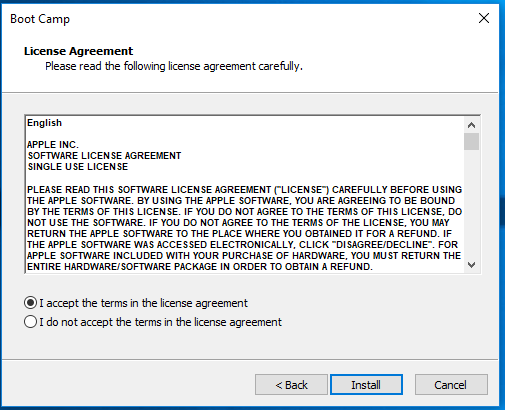 Boot Camp
License Agreement
Please read the following license agreement carefully.
English
APPLE INC.
SOFTWARE LICENSE AGREEMENT
SINGLE USE LICENSE
PLEASE READ THIS SOFTWARE LICENSE AGREEMENT ("LICENSE") CAREFULLY BEFORE USING
THE APPLE SOFTWARE. BY USING THE APPLE SOFTWARE, YOU ARE AGREEING TO BE BOUND
BY THE TERMS OF THIS LICENSE. IF YOU DO NOT AGREE TO THE TERMS OF THIS LICENSE, DO
NOT USE THE SOFTWARE. IF YOU DO NOT AGREE TO THE TERMS OF THE LICENSE, YOU MAY
RETURN THE APPLE SOFTWARE TO THE PLACE WHERE YOU OBTAINED IT FOR A REFUND. IF
THE APPLE SOFTWARE WAS ACCESSED ELECTRONICALLY, CLICK "DISAGREE/DECLINE". FOR
APPLE SOFTWARE INCLUDED WITH YOUR PURCHASE OF HARDWARE, YOU MUST RETURN THE
ENTIRE HARDWARE/SOFTWARE PACKAGE IN ORDER TO OBTAIN A REFUND.
I accept the terms in the license agreement
I do not accept the terms in the license agreement
< Back
Install
Cancel